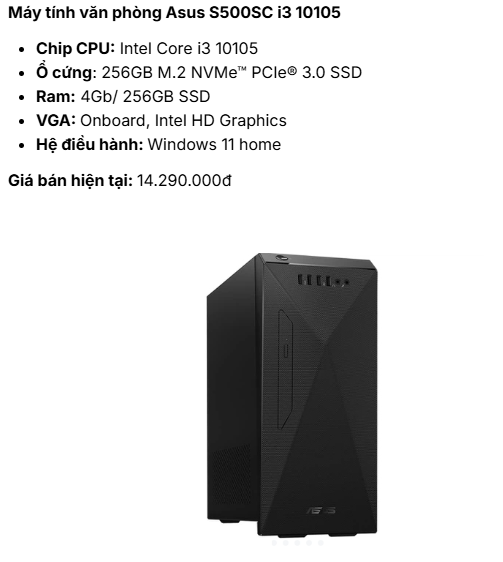 Máy tính văn phòng Asus S500SC i3 10105
• Chip CPU: Intel Core i3 10105
• Ổ cứng: 256GB M.2 NVMe™ PCIe® 3.0 SSD
• Ram: 4Gb/ 256GB SSD
• VGA: Onboard, Intel HD Graphics
• Hệ điều hành: Windows 11 home
Giá bán hiện tại: 14.290.000đ
ASUS